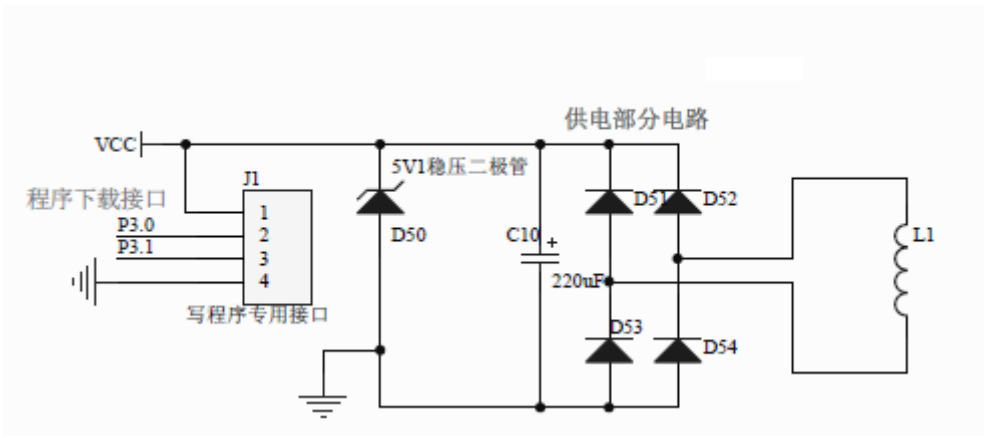 供电部分电路
VCC
5V1稳压二极管
程序下载接口
J1
D51
D52
P3.0
1
2
P3.1
3
4
D50
C10
+
L1
220uF
写程序专用接口
D53
D54